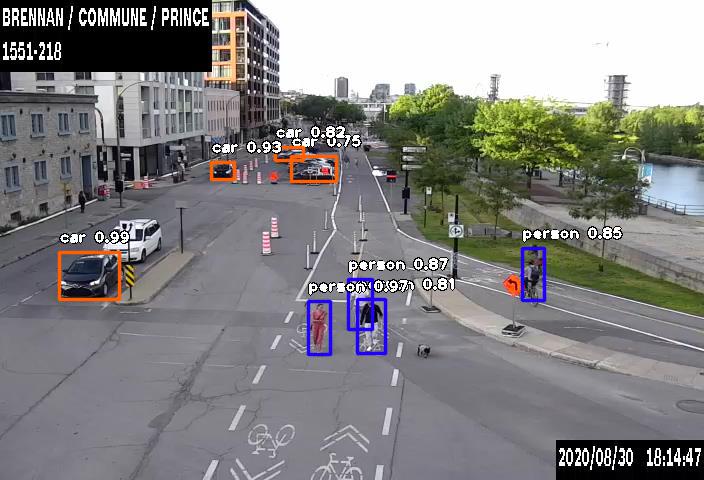 BRENNAN / COMMUNE / PRINCE
1551-218
car 0.82
car 0.75
car 0.93
person 0.85
car 0.99
person 0.87
person 0.97
0.81
2020/08/30 18:14:47